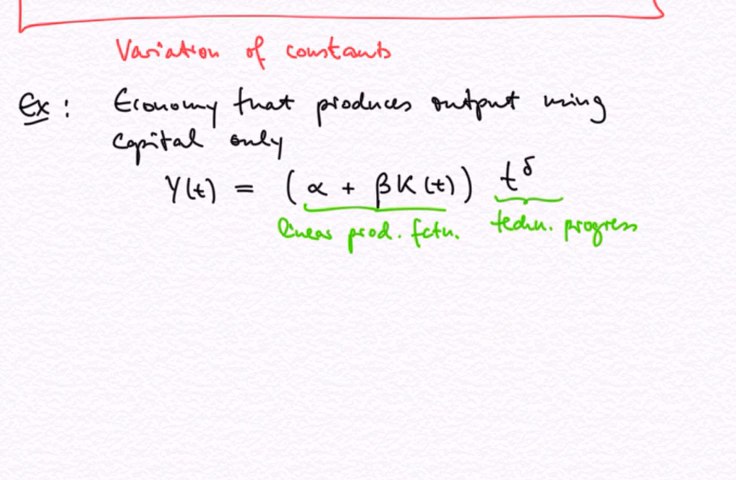 Variation of constants
Ex: Economy that produces output using
capital only
Y(t) = (α + βK(t)) t^δ
linear prod. fctn. techn. progress